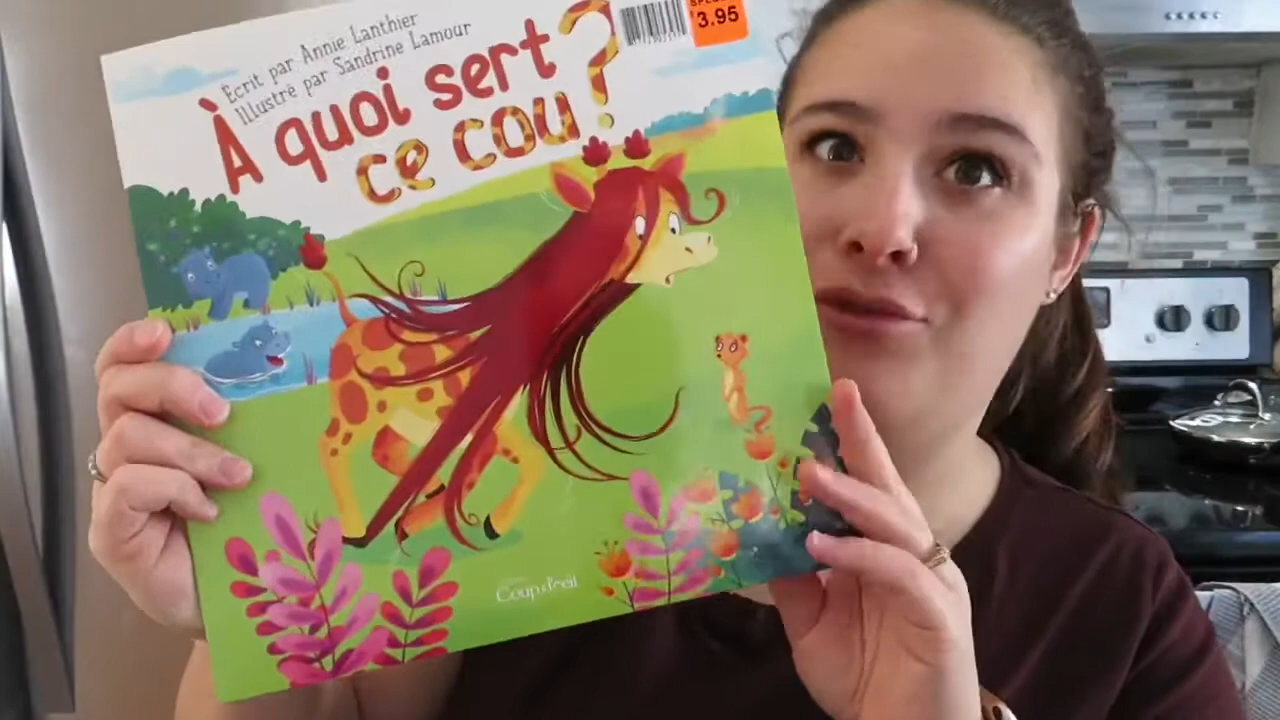 Écrit par Annie Lanthier
Illustré par Sandrine Lamour
À quoi sert
ce cou?
3.95
Coup d'œil